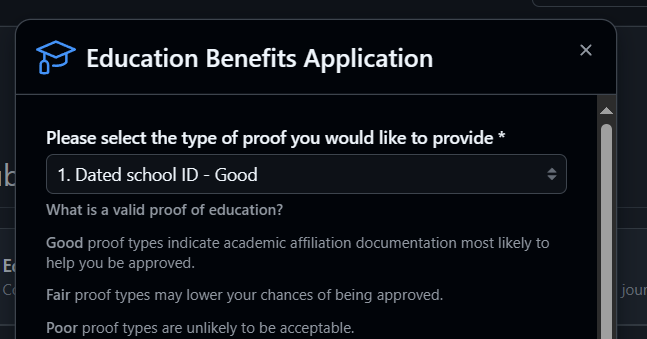 Education Benefits Application
Please select the type of proof you would like to provide *
1. Dated school ID - Good
What is a valid proof of education?
Good proof types indicate academic affiliation documentation most likely to
help you be approved.
Fair proof types may lower your chances of being approved.
Poor proof types are unlikely to be acceptable.